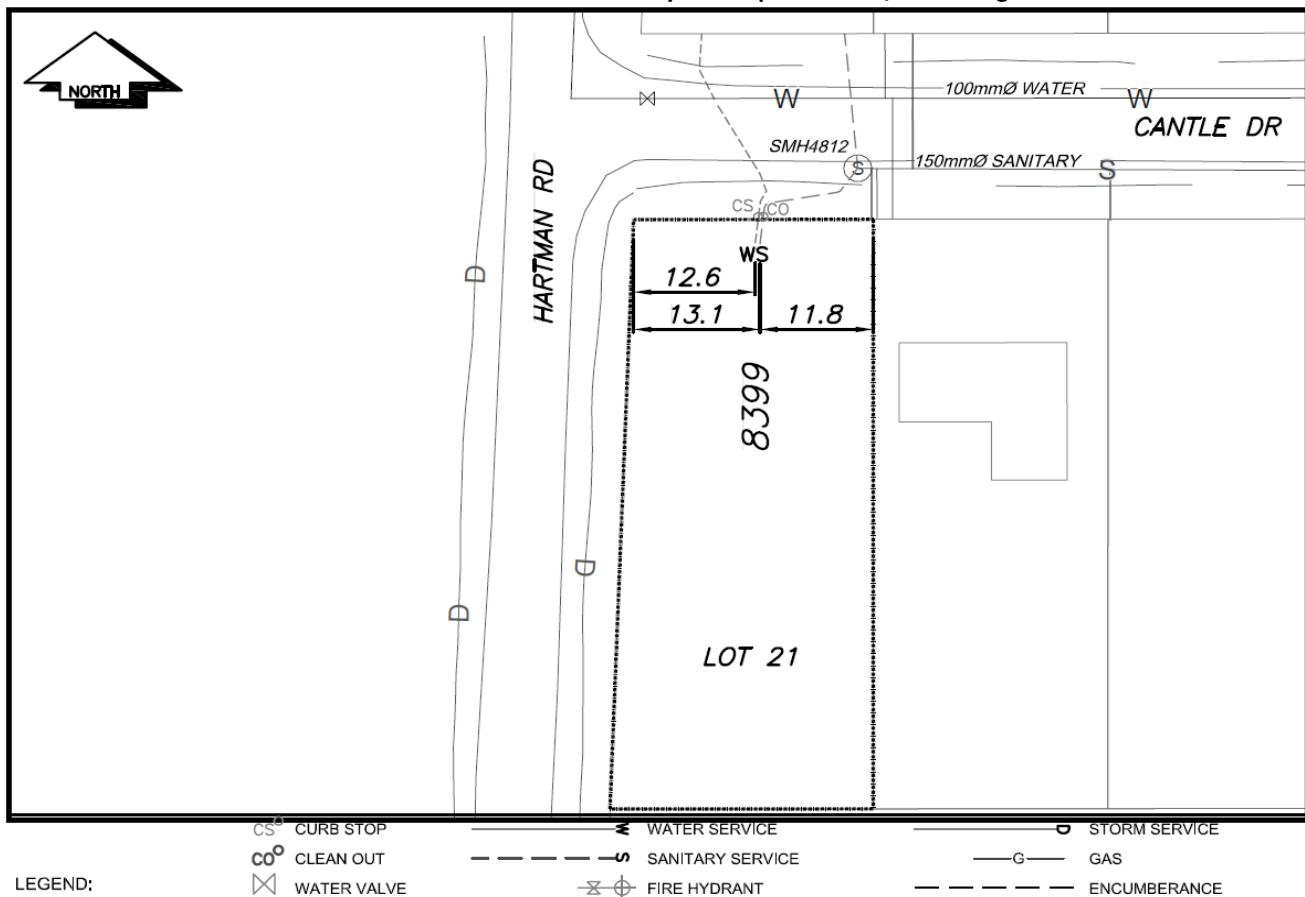 NORTH
100mmØ WATER
W
W
CANTLE DR
SMH4812
S
150mmØ SANITARY
S
HARTMAN RD
CS
CO
WS
D
12.6
13.1
11.8
8399
D
D
LOT 21
LEGEND:
CS CURB STOP
W WATER SERVICE
D STORM SERVICE
CO CLEAN OUT
S SANITARY SERVICE
G GAS
WATER VALVE
FIRE HYDRANT
ENCUMBERANCE